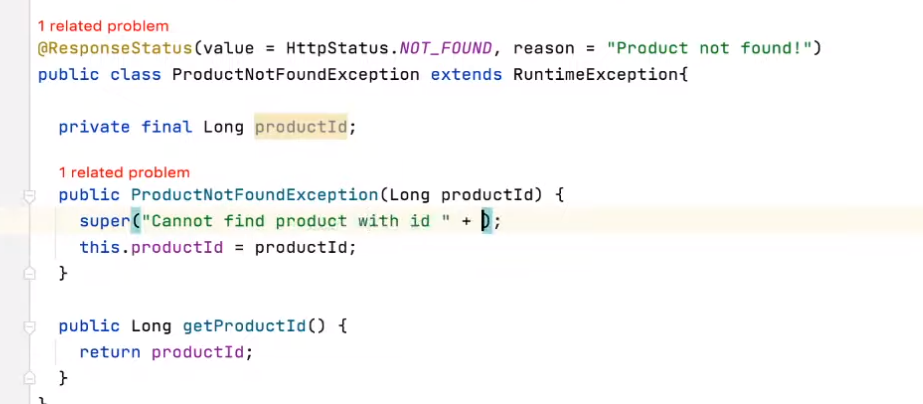 1 related problem
@ResponseStatus(value = HttpStatus.NOT_FOUND, reason = "Product not found!")
public class ProductNotFoundException extends RuntimeException{
private final Long productId;
1 related problem
public ProductNotFoundException(Long productId) {
super("Cannot find product with id " + );
this.productId = productId;
}
public Long getProductId() {
return productId;
}
}